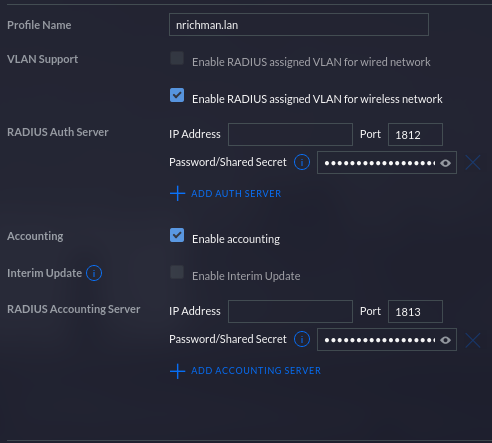 Profile Name nrichman.lan
VLAN Support Enable RADIUS assigned VLAN for wired network
Enable RADIUS assigned VLAN for wireless network
RADIUS Auth Server IP Address Port 1812
Password/Shared Secret i ••••••••••••••••••
ADD AUTH SERVER
Accounting Enable accounting
Interim Update i Enable Interim Update
RADIUS Accounting Server IP Address Port 1813
Password/Shared Secret i ••••••••••••••••••
ADD ACCOUNTING SERVER